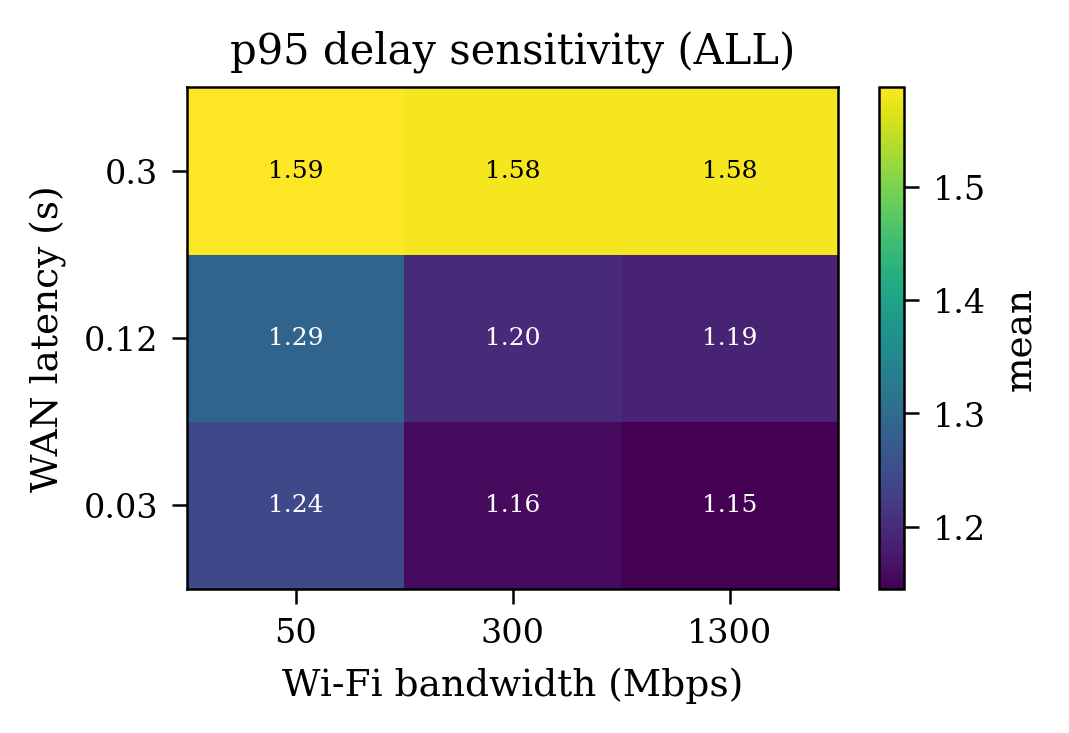 p95 delay sensitivity (ALL)
WAN latency (s)
0.3
0.12
0.03
1.59 1.58 1.58
1.29 1.20 1.19
1.24 1.16 1.15
50 300 1300
Wi-Fi bandwidth (Mbps)
1.5
1.4
1.3
1.2
mean